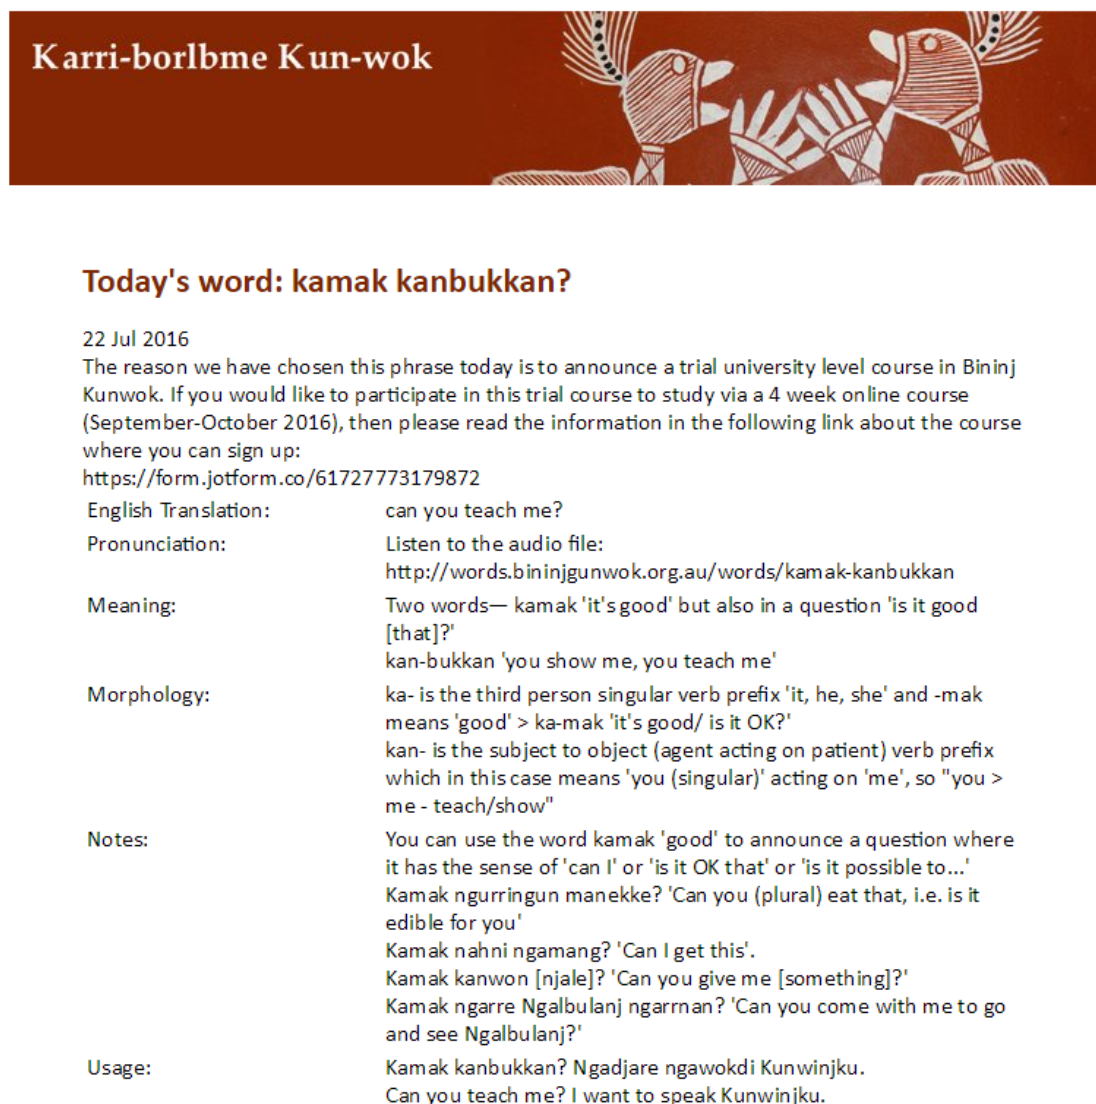 Karri-borlbme Kun-wok
Today's word: kamak kanbukkan?
22 Jul 2016
The reason we have chosen this phrase today is to announce a trial university level course in Bininj
Kunwok. If you would like to participate in this trial course to study via a 4 week online course
(September-October 2016), then please read the information in the following link about the course
where you can sign up:
https://form.jotform.co/61727773179872
English Translation: can you teach me?
Pronunciation: Listen to the audio file:
http://words.bininjgunwok.org.au/words/kamak-kanbukkan
Meaning: Two words— kamak 'it's good' but also in a question 'is it good
[that]?'
kan-bukkan 'you show me, you teach me'
Morphology: ka- is the third person singular verb prefix 'it, he, she' and -mak
means 'good' > ka-mak 'it's good/ is it OK?'
kan- is the subject to object (agent acting on patient) verb prefix
which in this case means 'you (singular)' acting on 'me', so "you >
me - teach/show"
Notes: You can use the word kamak 'good' to announce a question where
it has the sense of 'can I' or 'is it OK that' or 'is it possible to...'
Kamak ngurringun manekke? 'Can you (plural) eat that, i.e. is it
edible for you'
Kamak nahni ngamang? 'Can I get this'.
Kamak kanwon [njale]? 'Can you give me [something]?'
Kamak ngarre Ngalbulanj ngarrnan? 'Can you come with me to go
and see Ngalbulanj?'
Usage: Kamak kanbukkan? Ngadjare ngawokdi Kunwinjku.
Can you teach me? I want to speak Kunwinjku.